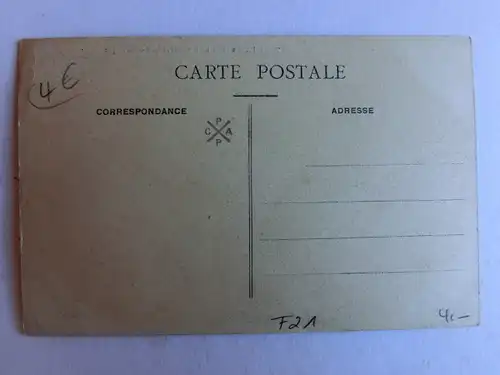 4 €
CARTE POSTALE
CORRESPONDANCE
ADRESSE
P
C A
P
F21
4,-